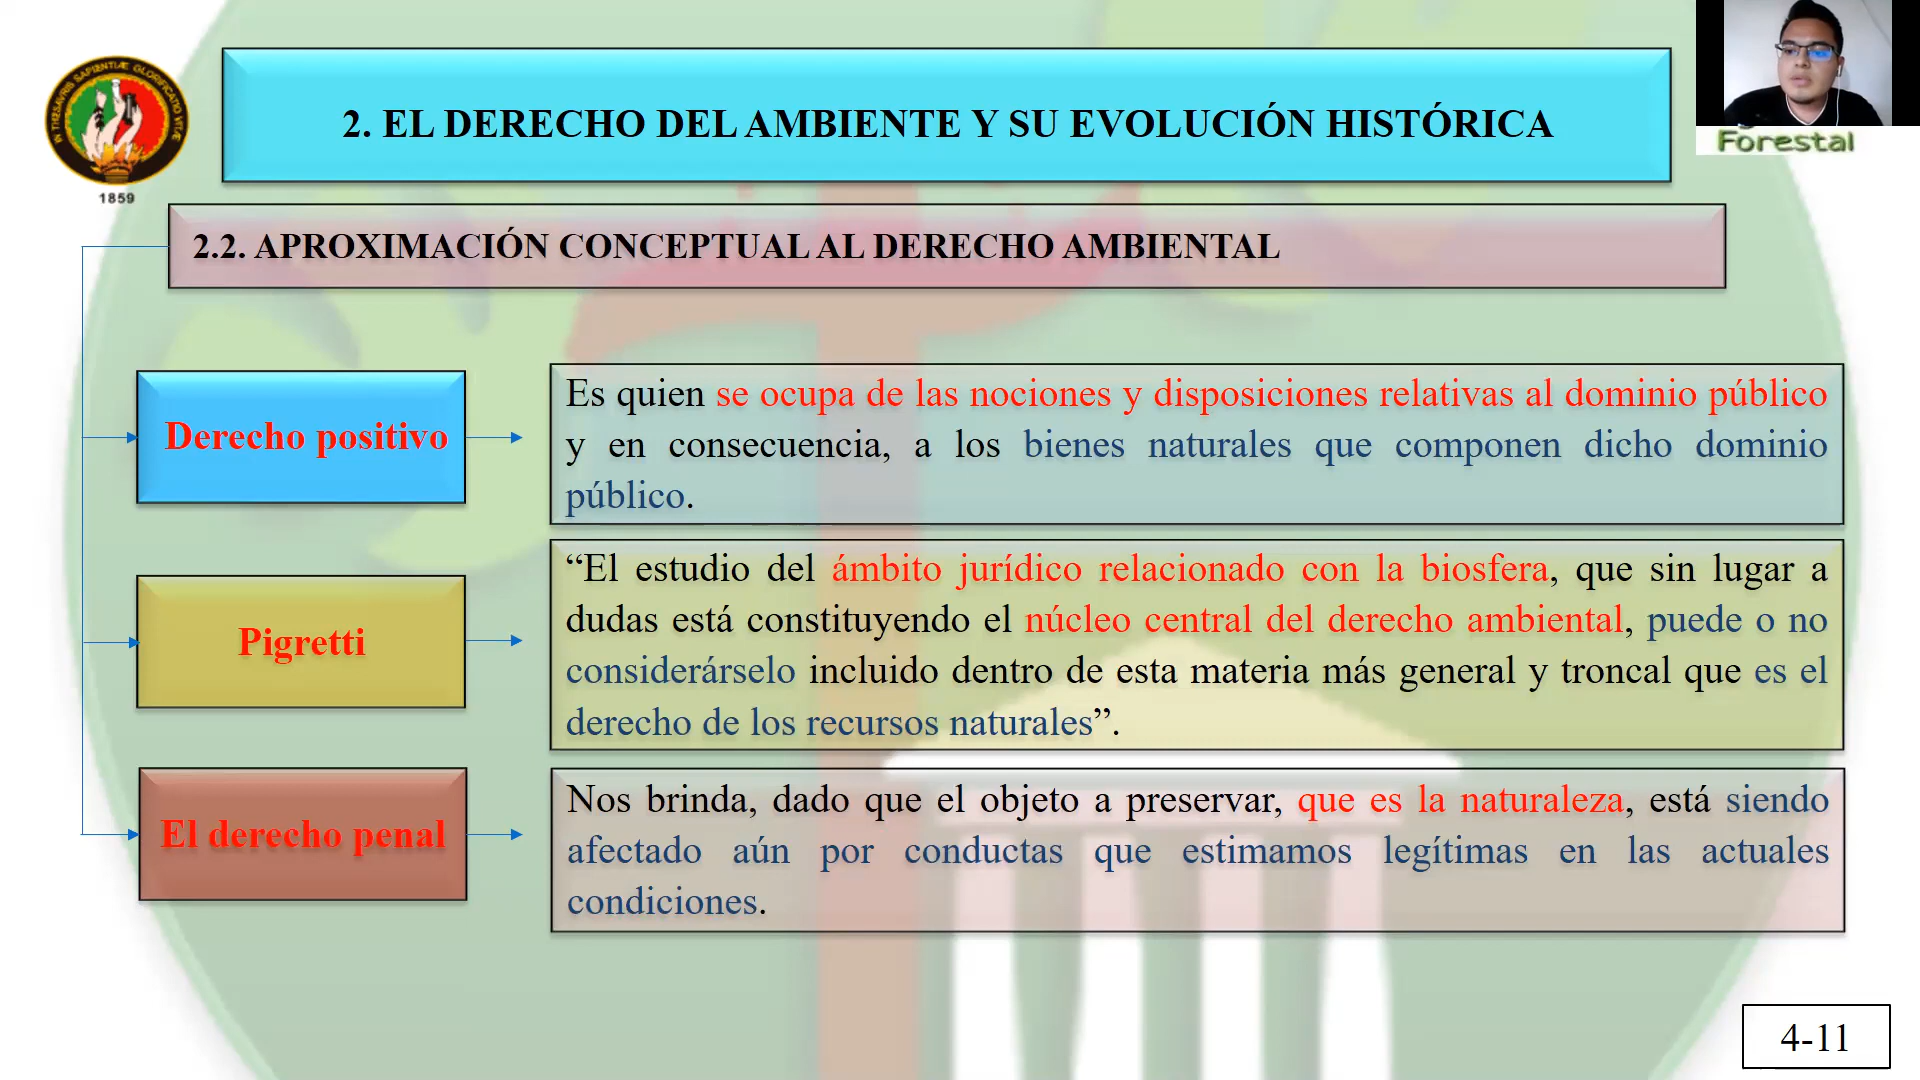 IN THESAURIS SAPIENTIAE GLORIFICATIO VITAE
1859
2. EL DERECHO DEL AMBIENTE Y SU EVOLUCIÓN HISTÓRICA
Forestal
2.2. APROXIMACIÓN CONCEPTUAL AL DERECHO AMBIENTAL
Derecho positivo
Es quien se ocupa de las nociones y disposiciones relativas al dominio público
y en consecuencia, a los bienes naturales que componen dicho dominio
público.
Pigretti
“El estudio del ámbito jurídico relacionado con la biosfera, que sin lugar a
dudas está constituyendo el núcleo central del derecho ambiental, puede o no
considerárselo incluido dentro de esta materia más general y troncal que es el
derecho de los recursos naturales”.
El derecho penal
Nos brinda, dado que el objeto a preservar, que es la naturaleza, está siendo
afectado aún por conductas que estimamos legítimas en las actuales
condiciones.
4-11